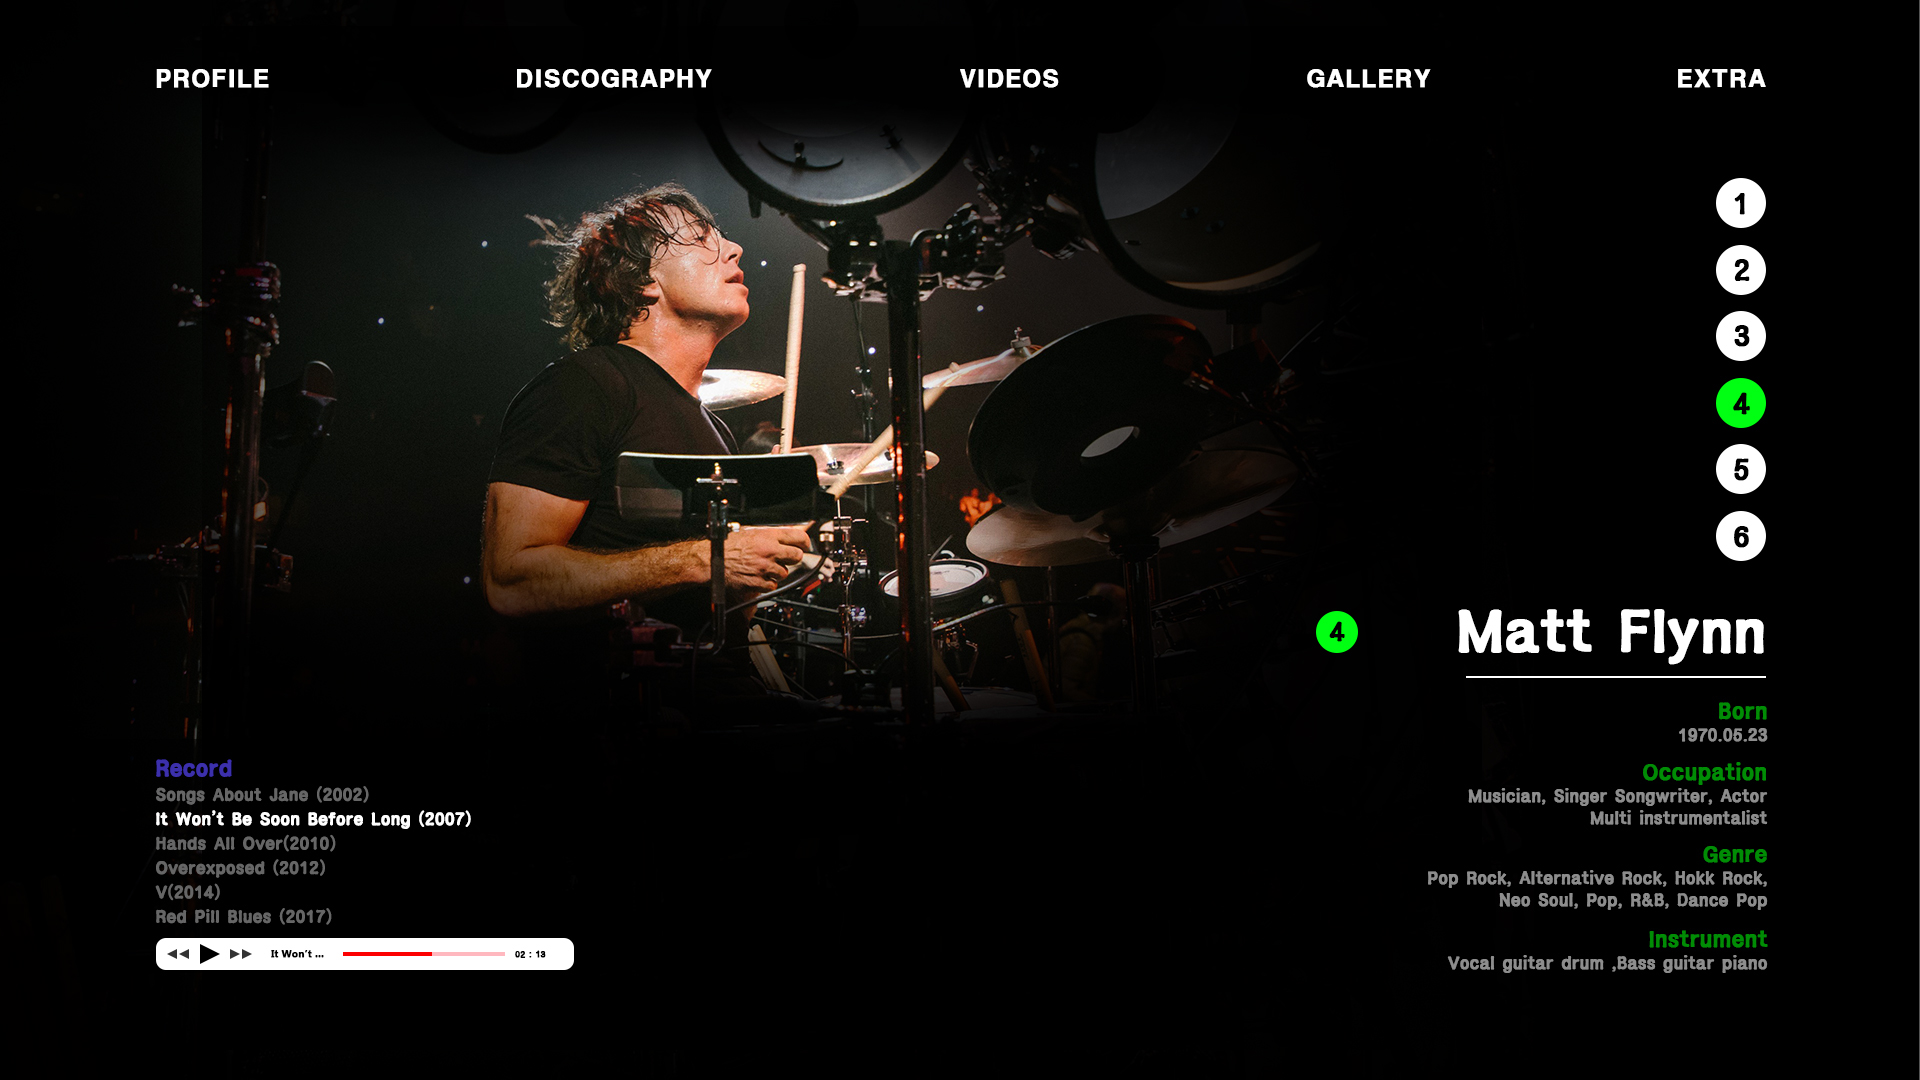 PROFILE DISCOGRAPHY VIDEOS GALLERY EXTRA
1
2
3
4
5
6
4 Matt Flynn
Born
1970.05.23
Occupation
Musician, Singer Songwriter, Actor
Multi instrumentalist
Genre
Pop Rock, Alternative Rock, Hokk Rock,
Neo Soul, Pop, R&B, Dance Pop
Instrument
Vocal guitar drum ,Bass guitar piano
Record
Songs About Jane (2002)
It Won't Be Soon Before Long (2007)
Hands All Over(2010)
Overexposed (2012)
V(2014)
Red Pill Blues (2017)
It Won't ... 02 : 13